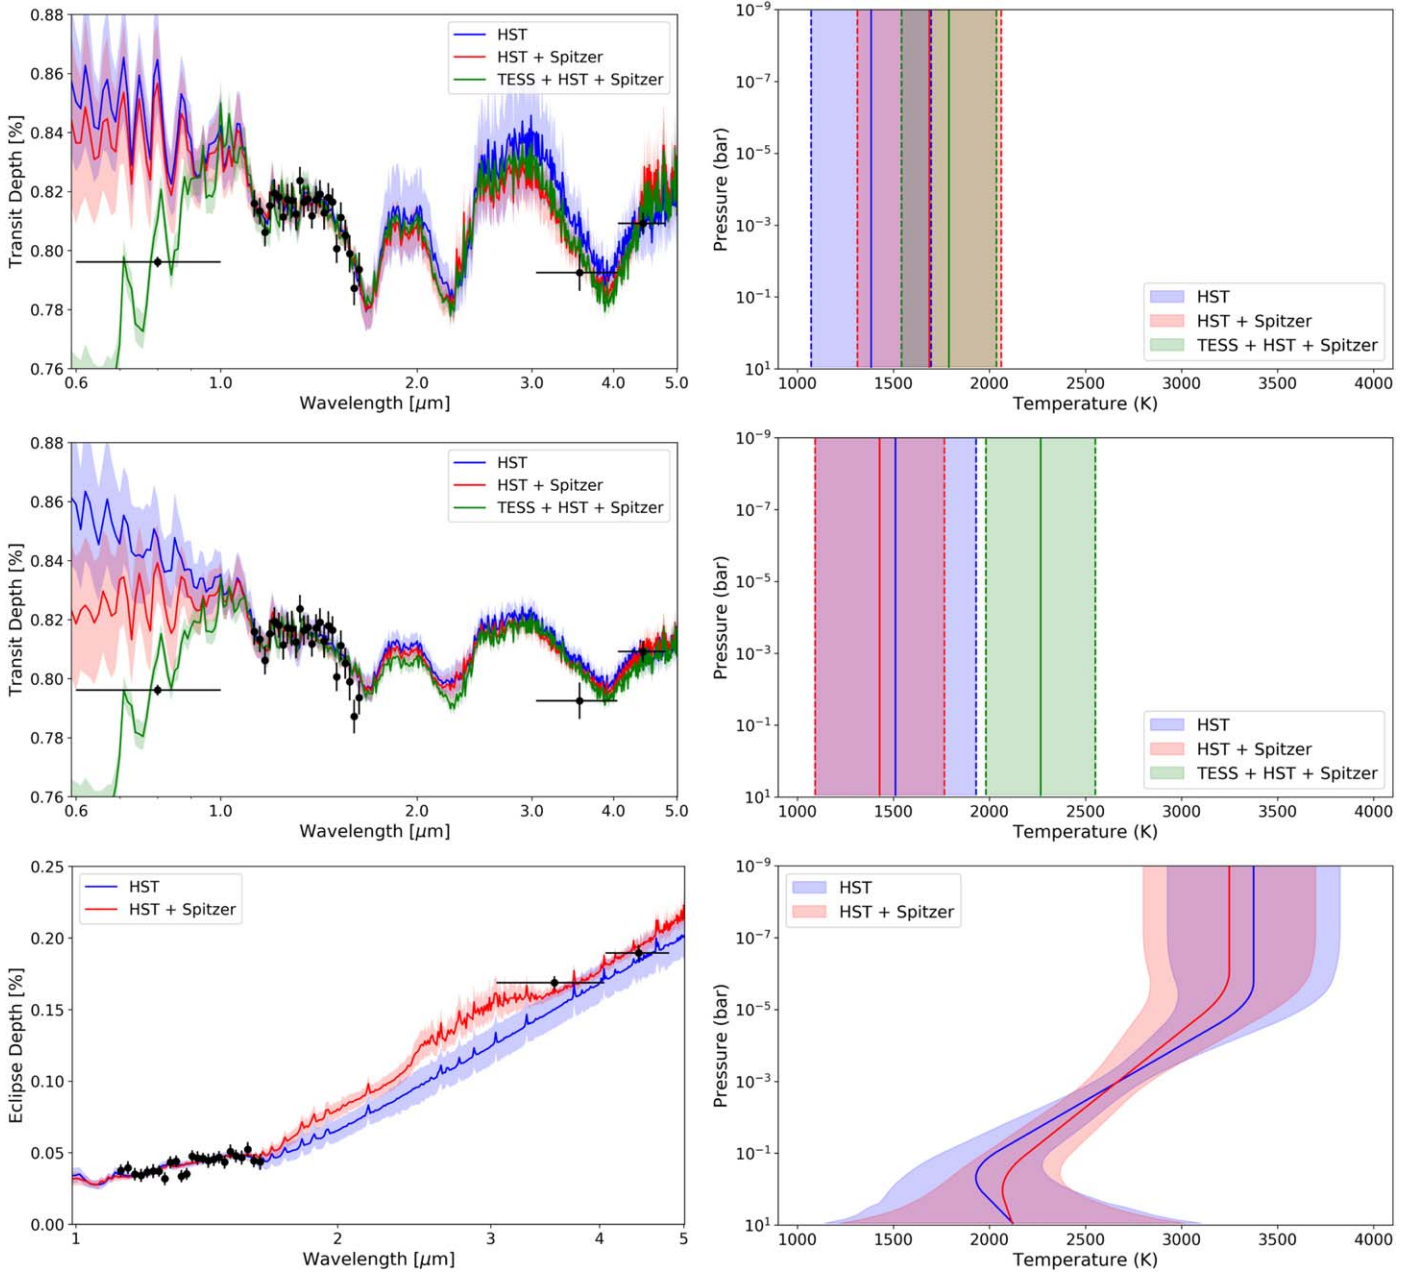 0.88
0.86
0.84
0.82
0.80
0.78
0.76
Transit Depth [%]
HST
HST + Spitzer
TESS + HST + Spitzer
0.6
1.0
2.0
3.0
4.0
5.0
Wavelength [μm]
10⁻⁹
10⁻⁷
10⁻⁵
10⁻³
10⁻¹
10¹
Pressure (bar)
HST
HST + Spitzer
TESS + HST + Spitzer
1000
1500
2000
2500
3000
3500
4000
Temperature (K)
0.88
0.86
0.84
0.82
0.80
0.78
0.76
Transit Depth [%]
HST
HST + Spitzer
TESS + HST + Spitzer
0.6
1.0
2.0
3.0
4.0
5.0
Wavelength [μm]
10⁻⁹
10⁻⁷
10⁻⁵
10⁻³
10⁻¹
10¹
Pressure (bar)
HST
HST + Spitzer
TESS + HST + Spitzer
1000
1500
2000
2500
3000
3500
4000
Temperature (K)
0.25
0.20
0.15
0.10
0.05
0.00
Eclipse Depth [%]
HST
HST + Spitzer
1
2
3
4
5
Wavelength [μm]
10⁻⁹
10⁻⁷
10⁻⁵
10⁻³
10⁻¹
10¹
Pressure (bar)
HST
HST + Spitzer
1000
1500
2000
2500
3000
3500
4000
Temperature (K)